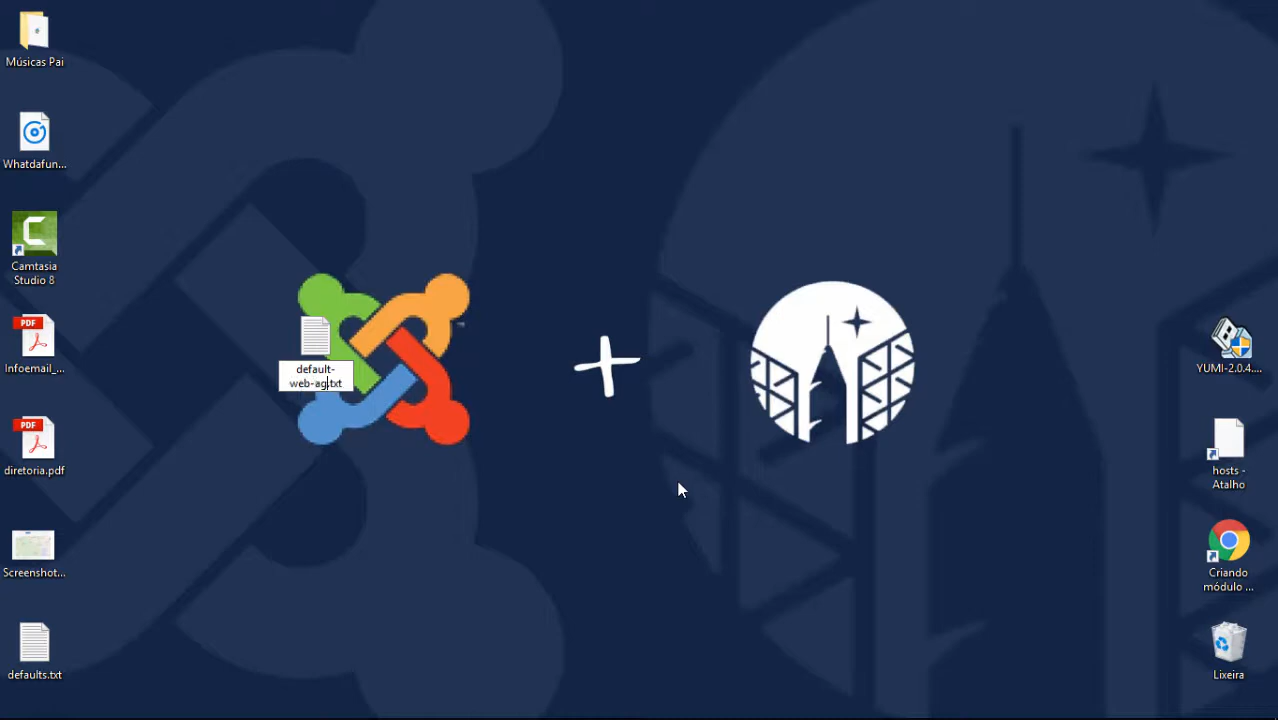 Músicas Pai
Whatdafun...
Camtasia
Studio 8
PDF
Infoemail_...
PDF
diretoria.pdf
Screenshot...
defaults.txt
default-
web-ag.txt
YUMI-2.0.4....
hosts -
Atalho
Criando
módulo ...
Lixeira